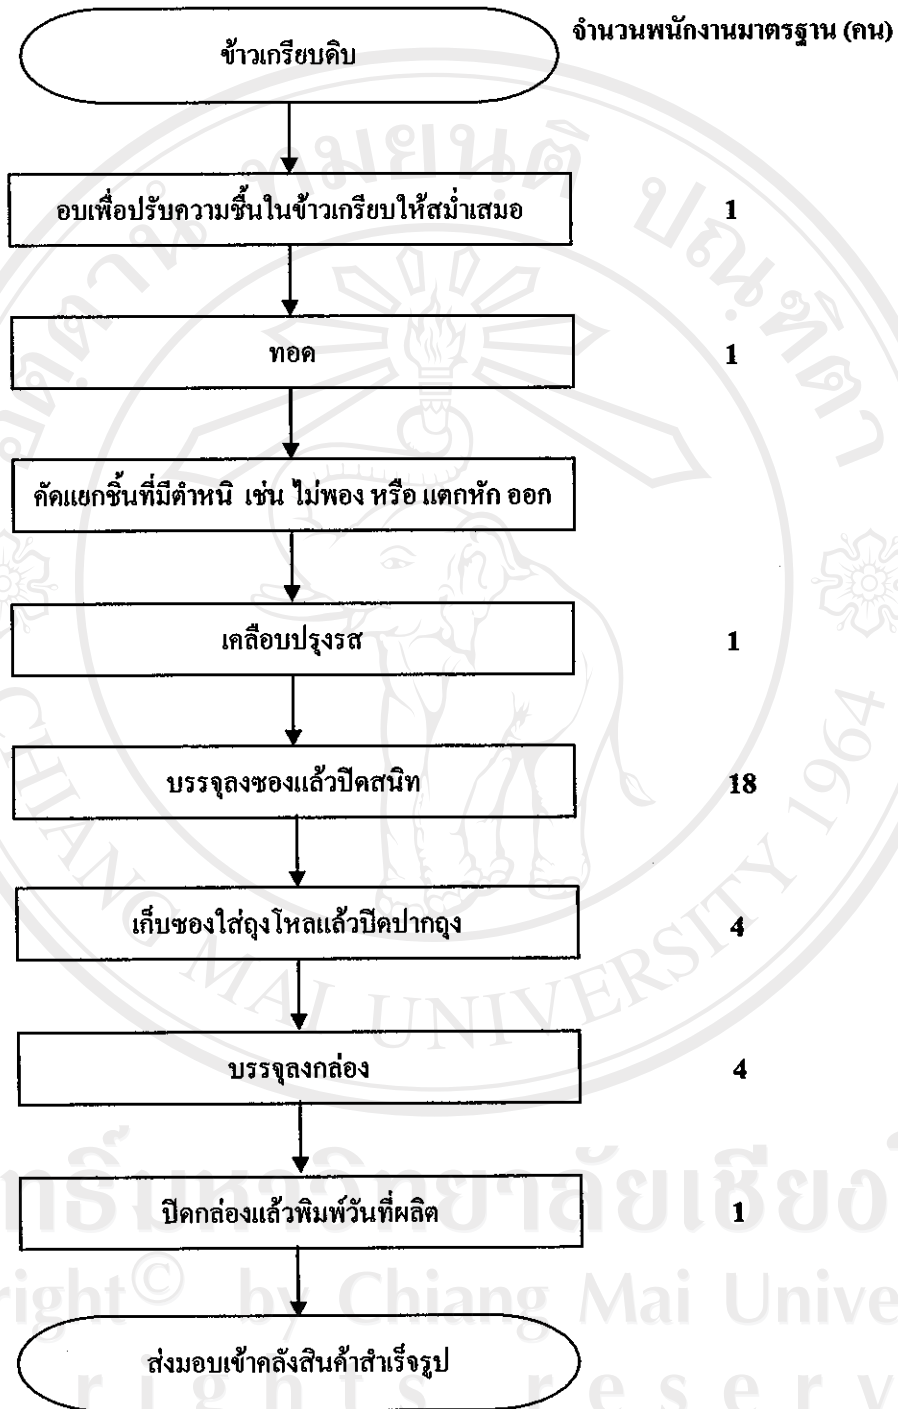 จำนวนพนักงานมาตรฐาน (คน)
ข้าวเกรียบดิบ
อบเพื่อปรับความชื้นในข้าวเกรียบให้สม่ำเสมอ 1
ทอด 1
คัดแยกชิ้นที่มีตำหนิ เช่น ไม่พอง หรือ แตกหัก ออก
เคลือบปรุงรส 1
บรรจุลงซองแล้วปิดสนิท 18
เก็บซองใส่ถุงโหลแล้วปิดปากถุง 4
บรรจุลงกล่อง 4
ปิดกล่องแล้วพิมพ์วันที่ผลิต 1
ส่งมอบเข้าคลังสินค้าสำเร็จรูป
CHIANG MAI UNIVERSITY 1964
by Chiang Mai